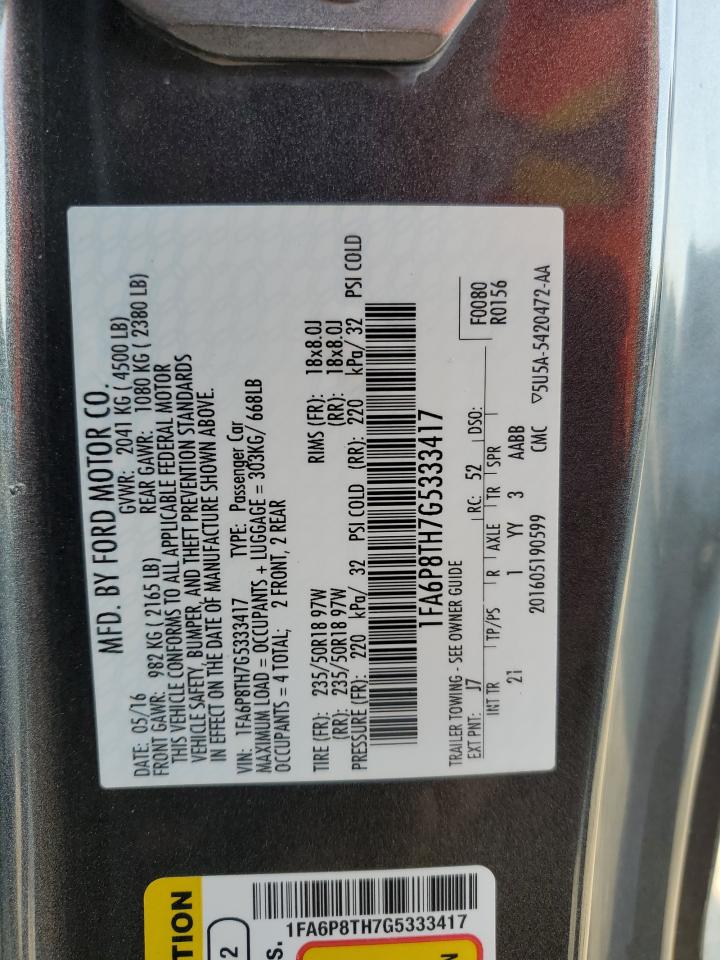 MFD. BY FORD MOTOR CO.
DATE: 05/16 GVWR: 2041 KG ( 4500 LB)
FRONT GAWR: 982 KG ( 2165 LB) REAR GAWR: 1080 KG ( 2380 LB)
THIS VEHICLE CONFORMS TO ALL APPLICABLE FEDERAL MOTOR
VEHICLE SAFETY, BUMPER, AND THEFT PREVENTION STANDARDS
IN EFFECT ON THE DATE OF MANUFACTURE SHOWN ABOVE.
VIN: 1FA6P8TH7G5333417 TYPE: Passenger Car
MAXIMUM LOAD = OCCUPANTS + LUGGAGE = 303KG/ 668LB
OCCUPANTS = 4 TOTAL; 2 FRONT, 2 REAR
TIRE (FR): 235/50R18 97W RIMS (FR): 18x8.0J
(RR): 235/50R18 97W (RR): 18x8.0J
PRESSURE (FR): 220 kPa/ 32 PSI COLD (RR): 220 kPa/ 32 PSI COLD
1FA6P8TH7G5333417
TRAILER TOWING - SEE OWNER GUIDE F0080
EXT PNT: J7 RC: 52 DSO: R0156
INT TR TP/PS R AXLE TR SPR
21 1 YY 3 AABB
201605190599 CMC ▽5U5A-5420472-AA
TION
2
S.
1FA6P8TH7G5333417
N